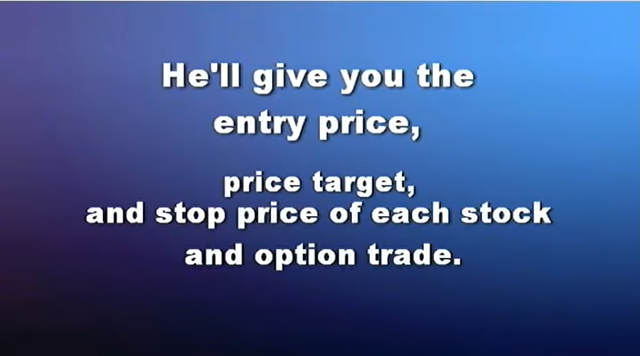 He'll give you the
entry price,
price target,
and stop price of each stock
and option trade.